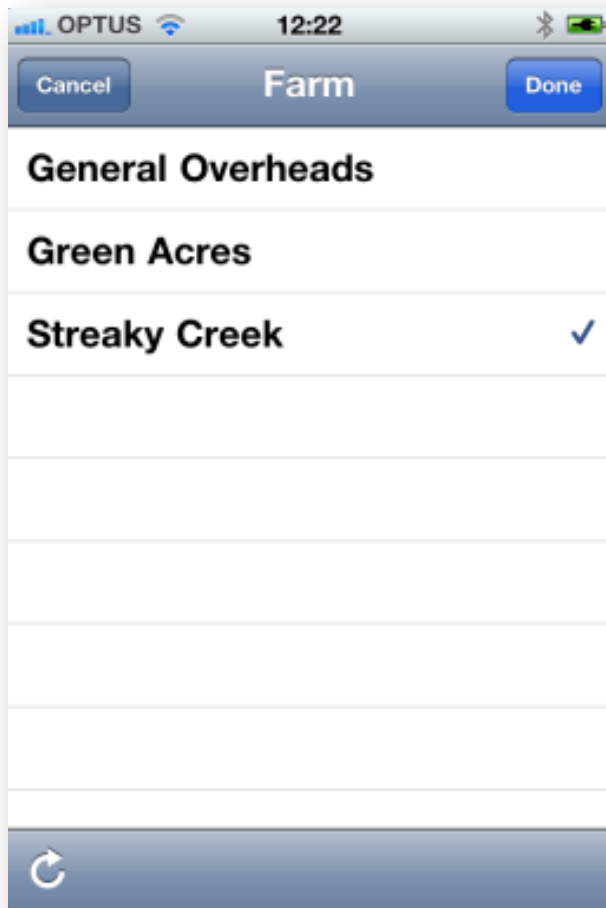 OPTUS 12:22
Cancel Farm Done
General Overheads
Green Acres
Streaky Creek